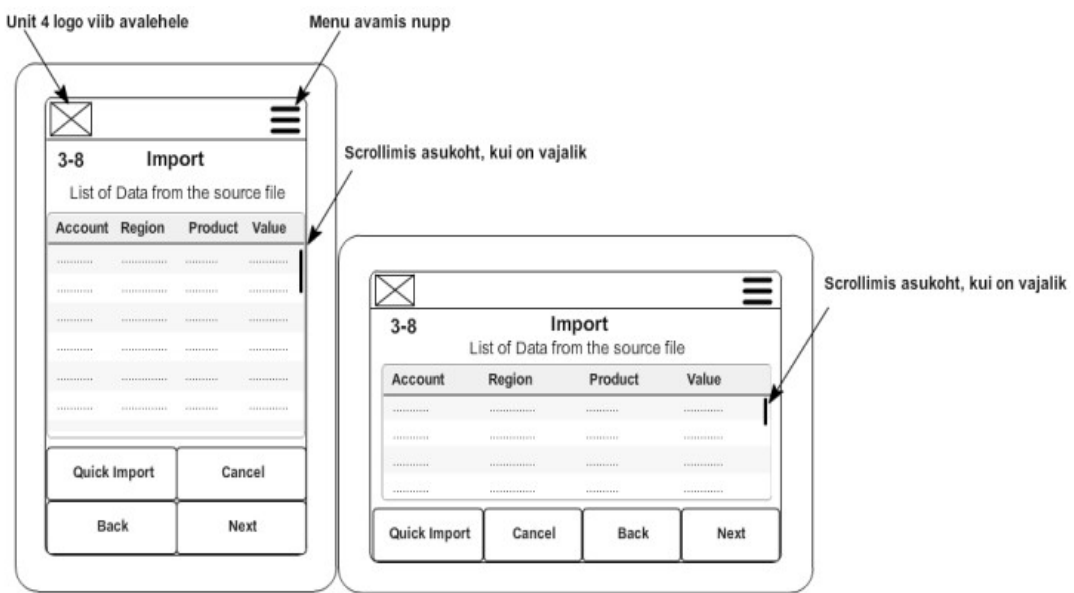 Unit 4 logo viib avalehele
Menu avamis nupp
Scrollimis asukoht, kui on vajalik
3-8 Import
List of Data from the source file
Account Region Product Value
.......... ............. ......... ............
.......... ............. ......... ............
.......... ............. ......... ............
.......... ............. ......... ............
.......... ............. ......... ............
.......... ............. ......... ............
Quick Import Cancel
Back Next
Scrollimis asukoht, kui on vajalik
3-8 Import
List of Data from the source file
Account Region Product Value
.......... ............. ......... ............
.......... ............. ......... ............
.......... ............. ......... ............
.......... ............. ......... ............
Quick Import Cancel Back Next